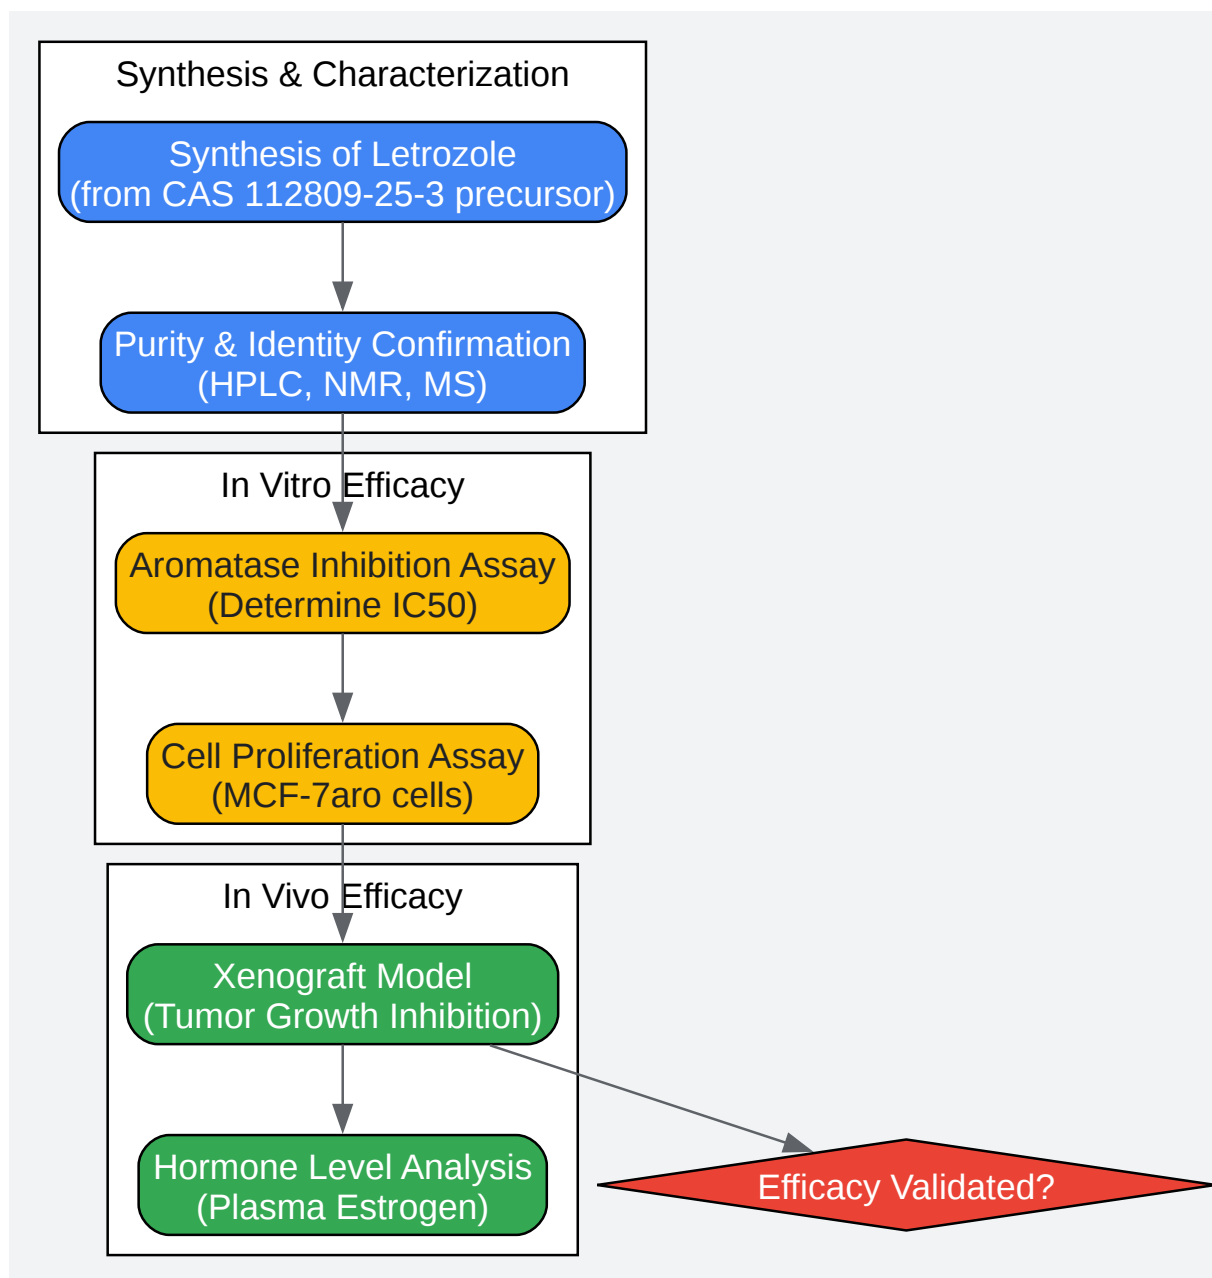 Synthesis & Characterization
Synthesis of Letrozole
(from CAS 112809-25-3 precursor)
Purity & Identity Confirmation
(HPLC, NMR, MS)
In Vitro Efficacy
Aromatase Inhibition Assay
(Determine IC50)
Cell Proliferation Assay
(MCF-7aro cells)
In Vivo Efficacy
Xenograft Model
(Tumor Growth Inhibition)
Hormone Level Analysis
(Plasma Estrogen)
Efficacy Validated?